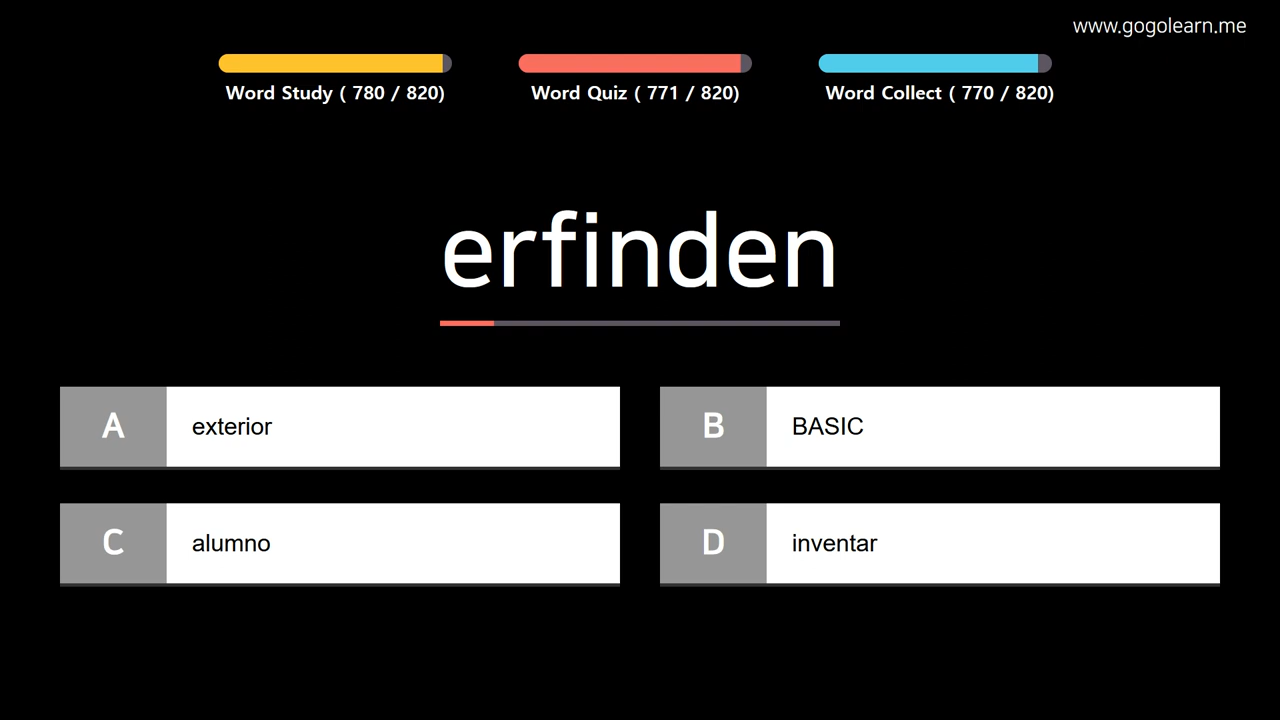 www.gogolearn.me
Word Study ( 780 / 820)
Word Quiz ( 771 / 820)
Word Collect ( 770 / 820)
erfinden
A exterior
B BASIC
C alumno
D inventar